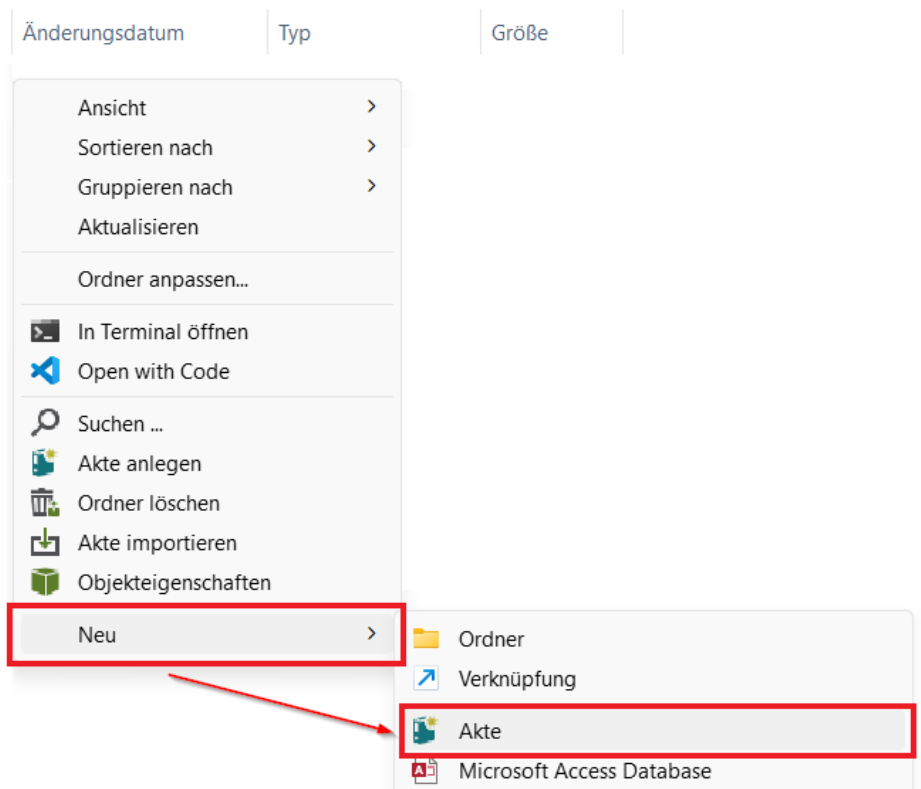 Änderungsdatum Typ Größe
Ansicht
Sortieren nach
Gruppieren nach
Aktualisieren
Ordner anpassen...
In Terminal öffnen
Open with Code
Suchen ...
Akte anlegen
Ordner löschen
Akte importieren
Objekteigenschaften
Neu
Ordner
Verknüpfung
Akte
Microsoft Access Database